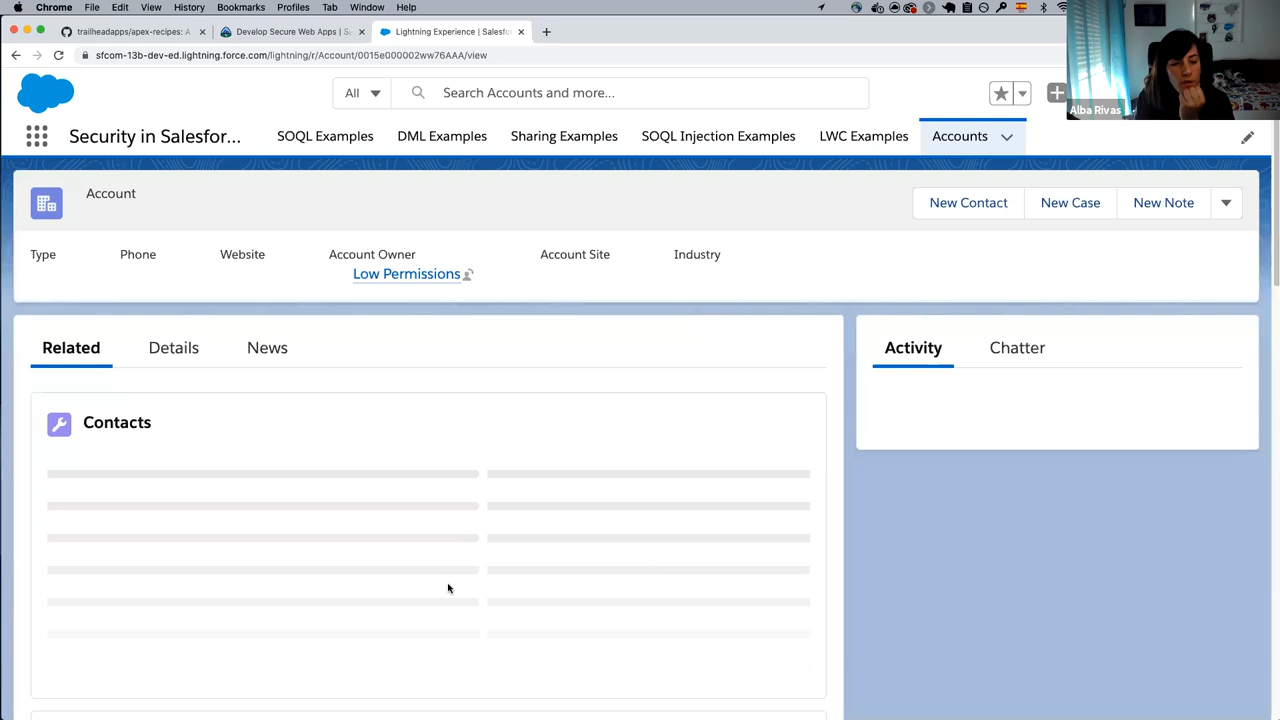 Chrome File Edit View History Bookmarks Profiles Tab Window Help
trailheadapps/apex-recipes: A
Develop Secure Web Apps | Sa
Lightning Experience | Salesfo
sfcom-13b-dev-ed.lightning.force.com/lightning/r/Account/0015e000002ww76AAA/view
All Search Accounts and more...
Alba Rivas
Security in Salesfor... SOQL Examples DML Examples Sharing Examples SOQL Injection Examples LWC Examples Accounts
Account
New Contact New Case New Note
Type Phone Website Account Owner Account Site Industry
Low Permissions
Related Details News
Activity Chatter
Contacts